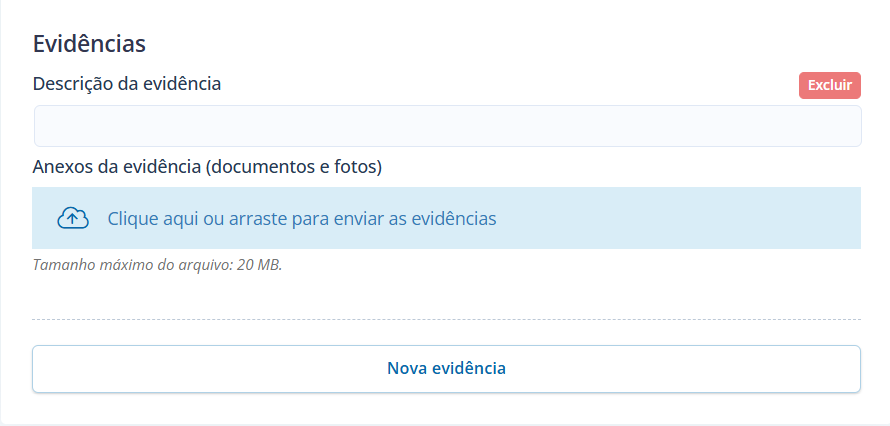 Evidências
Descrição da evidência
Excluir
Anexos da evidência (documentos e fotos)
Clique aqui ou arraste para enviar as evidências
Tamanho máximo do arquivo: 20 MB.
Nova evidência